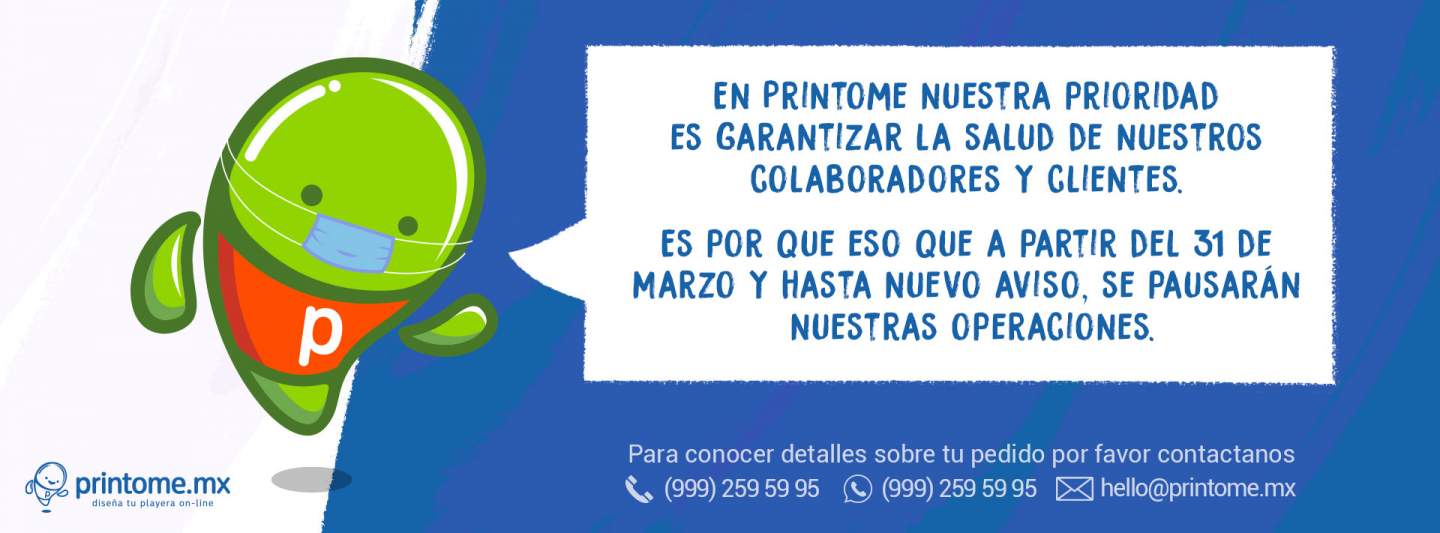 EN PRINTOME NUESTRA PRIORIDAD
ES GARANTIZAR LA SALUD DE NUESTROS
COLABORADORES Y CLIENTES.
ES POR QUE ESO QUE A PARTIR DEL 31 DE
MARZO Y HASTA NUEVO AVISO, SE PAUSARÁN
NUESTRAS OPERACIONES.
p
Para conocer detalles sobre tu pedido por favor contactanos
(999) 259 59 95 (999) 259 59 95 hello@printome.mx
printome.mx
diseña tu playera on-line